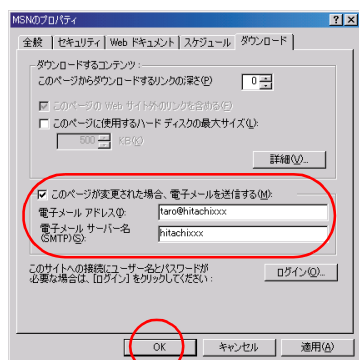 MSNのプロパティ
全般 セキュリティ Web ドキュメント スケジュール ダウンロード
ダウンロードするコンテンツ:
このページからダウンロードするリンクの深さ(P) 0
このページの Web サイト外のリンクを含める(F)
このページに使用するハード ディスクの最大サイズ(L):
500 KB(K)
詳細(V)...
このページが変更された場合、電子メールを送信する(M):
電子メール アドレス(I): taro@hitachixxx
電子メール サーバー名
(SMTP)(S): hitachixxx
このサイトへの接続にユーザー名とパスワードが
必要な場合は、[ログイン] をクリックしてください:
ログイン(O)...
OK キャンセル 適用(A)